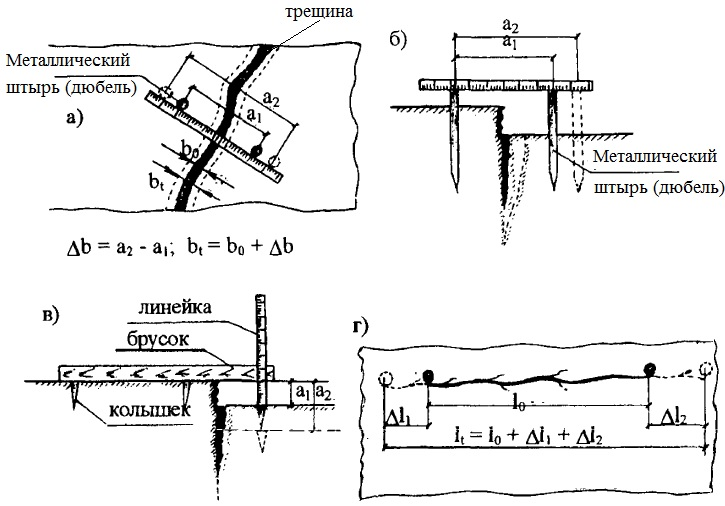 трещина
Металлический
штырь (дюбель)
а)
a₂
a₁
b₀
bₜ
Δb = a₂ - a₁; bₜ = b₀ + Δb
б)
a₂
a₁
Металлический
штырь (дюбель)
в)
линейка
брусок
колышек
a₁ a₂
г)
l₀
Δl₁ Δl₂
lₜ = l₀ + Δl₁ + Δl₂